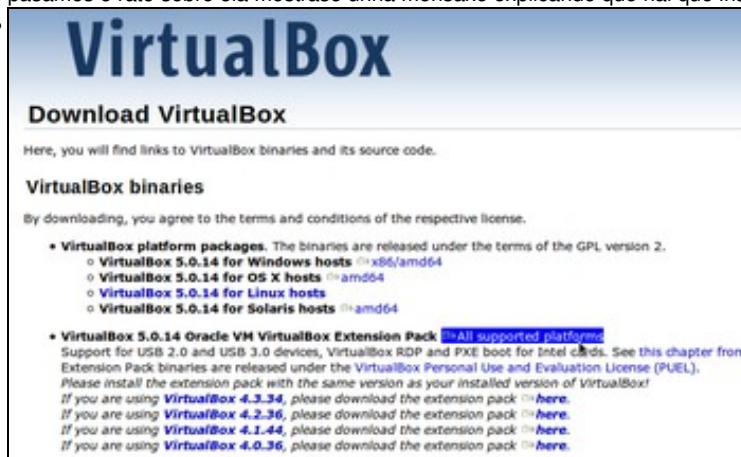 VirtualBox
Download VirtualBox
Here, you will find links to VirtualBox binaries and its source code.
VirtualBox binaries
By downloading, you agree to the terms and conditions of the respective license.
• VirtualBox platform packages. The binaries are released under the terms of the GPL version 2.
○ VirtualBox 5.0.14 for Windows hosts x86/amd64
○ VirtualBox 5.0.14 for OS X hosts amd64
○ VirtualBox 5.0.14 for Linux hosts
○ VirtualBox 5.0.14 for Solaris hosts amd64
• VirtualBox 5.0.14 Oracle VM VirtualBox Extension Pack All supported platforms
Support for USB 2.0 and USB 3.0 devices, VirtualBox RDP and PXE boot for Intel cards. See this chapter from
Extension Pack binaries are released under the VirtualBox Personal Use and Evaluation License (PUEL).
Please install the extension pack with the same version as your installed version of VirtualBox!
If you are using VirtualBox 4.3.34, please download the extension pack here.
If you are using VirtualBox 4.2.36, please download the extension pack here.
If you are using VirtualBox 4.1.44, please download the extension pack here.
If you are using VirtualBox 4.0.36, please download the extension pack here.